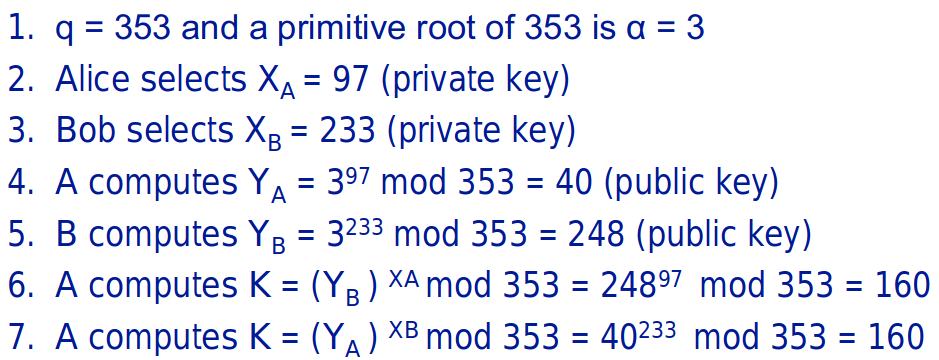 1. q = 353 and a primitive root of 353 is α = 3
2. Alice selects X_A = 97 (private key)
3. Bob selects X_B = 233 (private key)
4. A computes Y_A = 3^97 mod 353 = 40 (public key)
5. B computes Y_B = 3^233 mod 353 = 248 (public key)
6. A computes K = (Y_B ) ^XA mod 353 = 248^97 mod 353 = 160
7. A computes K = (Y_A ) ^XB mod 353 = 40^233 mod 353 = 160